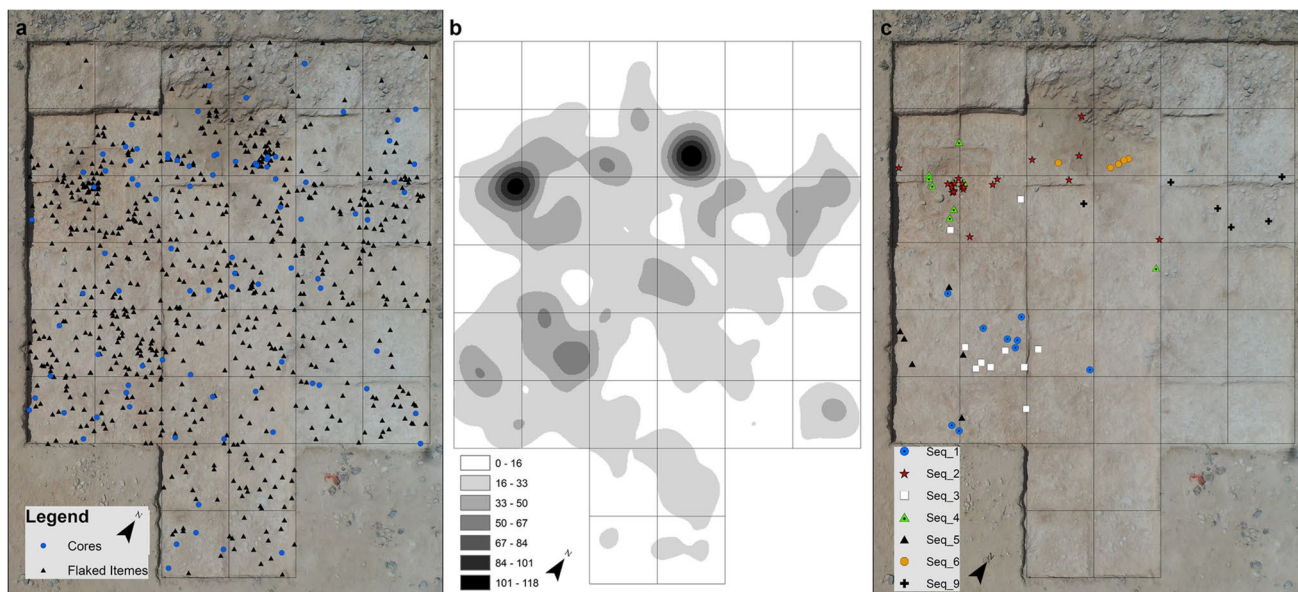 a
Legend
N
Cores
Flaked Itemes
b
0 - 16
16 - 33
33 - 50
50 - 67
67 - 84
84 - 101
101 - 118
N
c
Seq_1
Seq_2
Seq_3
Seq_4
Seq_5
Seq_6
Seq_9
N